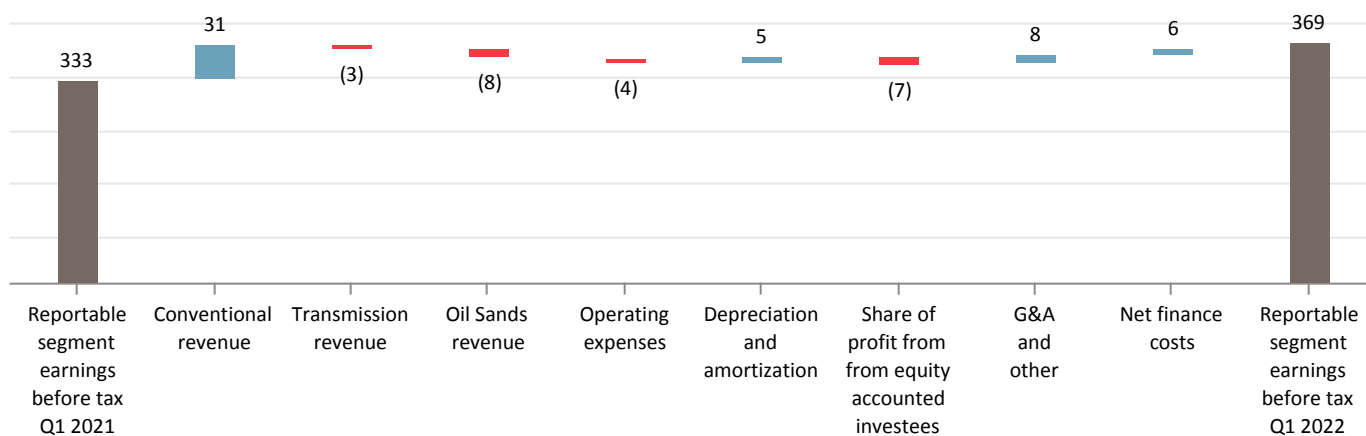 333
31
(3)
(8)
(4)
5
(7)
8
6
369
Reportable
segment
earnings
before tax
Q1 2021
Conventional
revenue
Transmission
revenue
Oil Sands
revenue
Operating
expenses
Depreciation
and
amortization
Share of
profit from
from equity
accounted
investees
G&A
and
other
Net finance
costs
Reportable
segment
earnings
before tax
Q1 2022